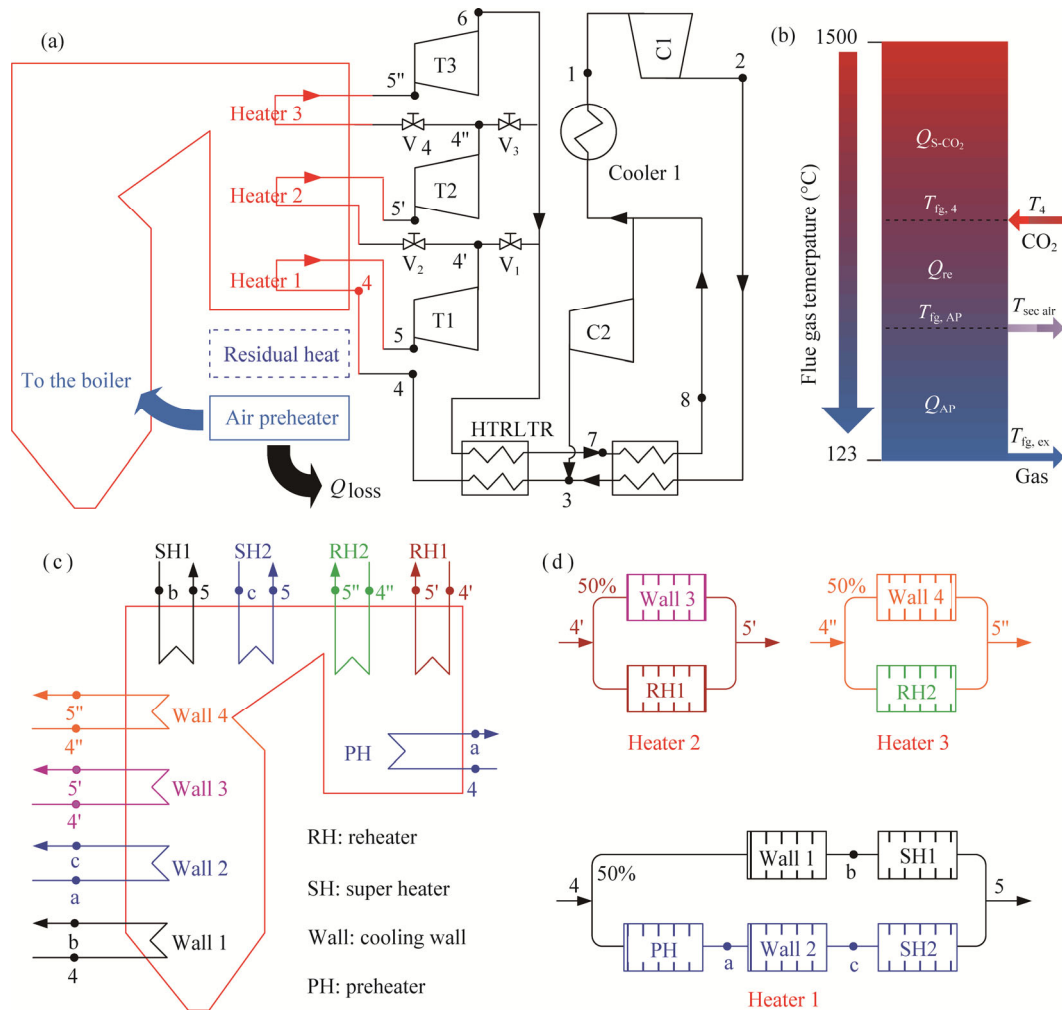 (a)
6
T3
5''
Heater 3
V4
4''
V3
T2
Heater 2
5'
V2
4'
V1
Heater 1
4
T1
5
Residual heat
4
To the boiler
Air preheater
Qloss
HTRLTR
7
3
8
C2
1
C1
2
Cooler 1
(b)
1500
Flue gas temerpature (°C)
123
QS-CO2
Tfg, 4
T4
CO2
Qre
Tfg, AP
Tsec air
QAP
Tfg, ex
Gas
(c)
SH1
SH2
RH2
RH1
b
5
c
5
5''
4''
5'
4'
5''
Wall 4
4''
5'
Wall 3
4'
c
Wall 2
a
b
Wall 1
4
PH
a
4
RH: reheater
SH: super heater
Wall: cooling wall
PH: preheater
(d)
50%
Wall 3
4'
5'
RH1
Heater 2
50%
Wall 4
4''
5''
RH2
Heater 3
4
50%
Wall 1
b
SH1
5
PH
a
Wall 2
c
SH2
Heater 1